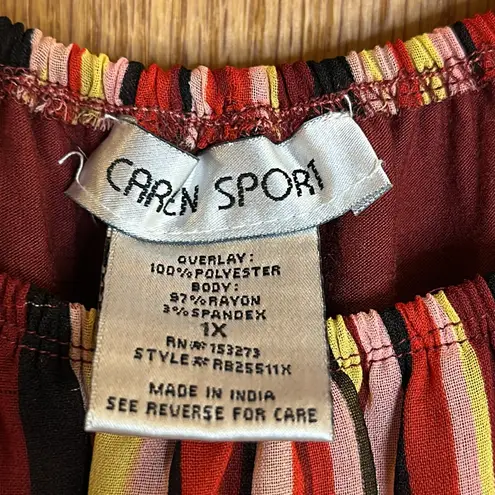 CAREN SPORT
OVERLAY:
100% POLYESTER
BODY:
97% RAYON
3% SPANDEX
1X
RN# 153273
STYLE# RB25511X
MADE IN INDIA
SEE REVERSE FOR CARE